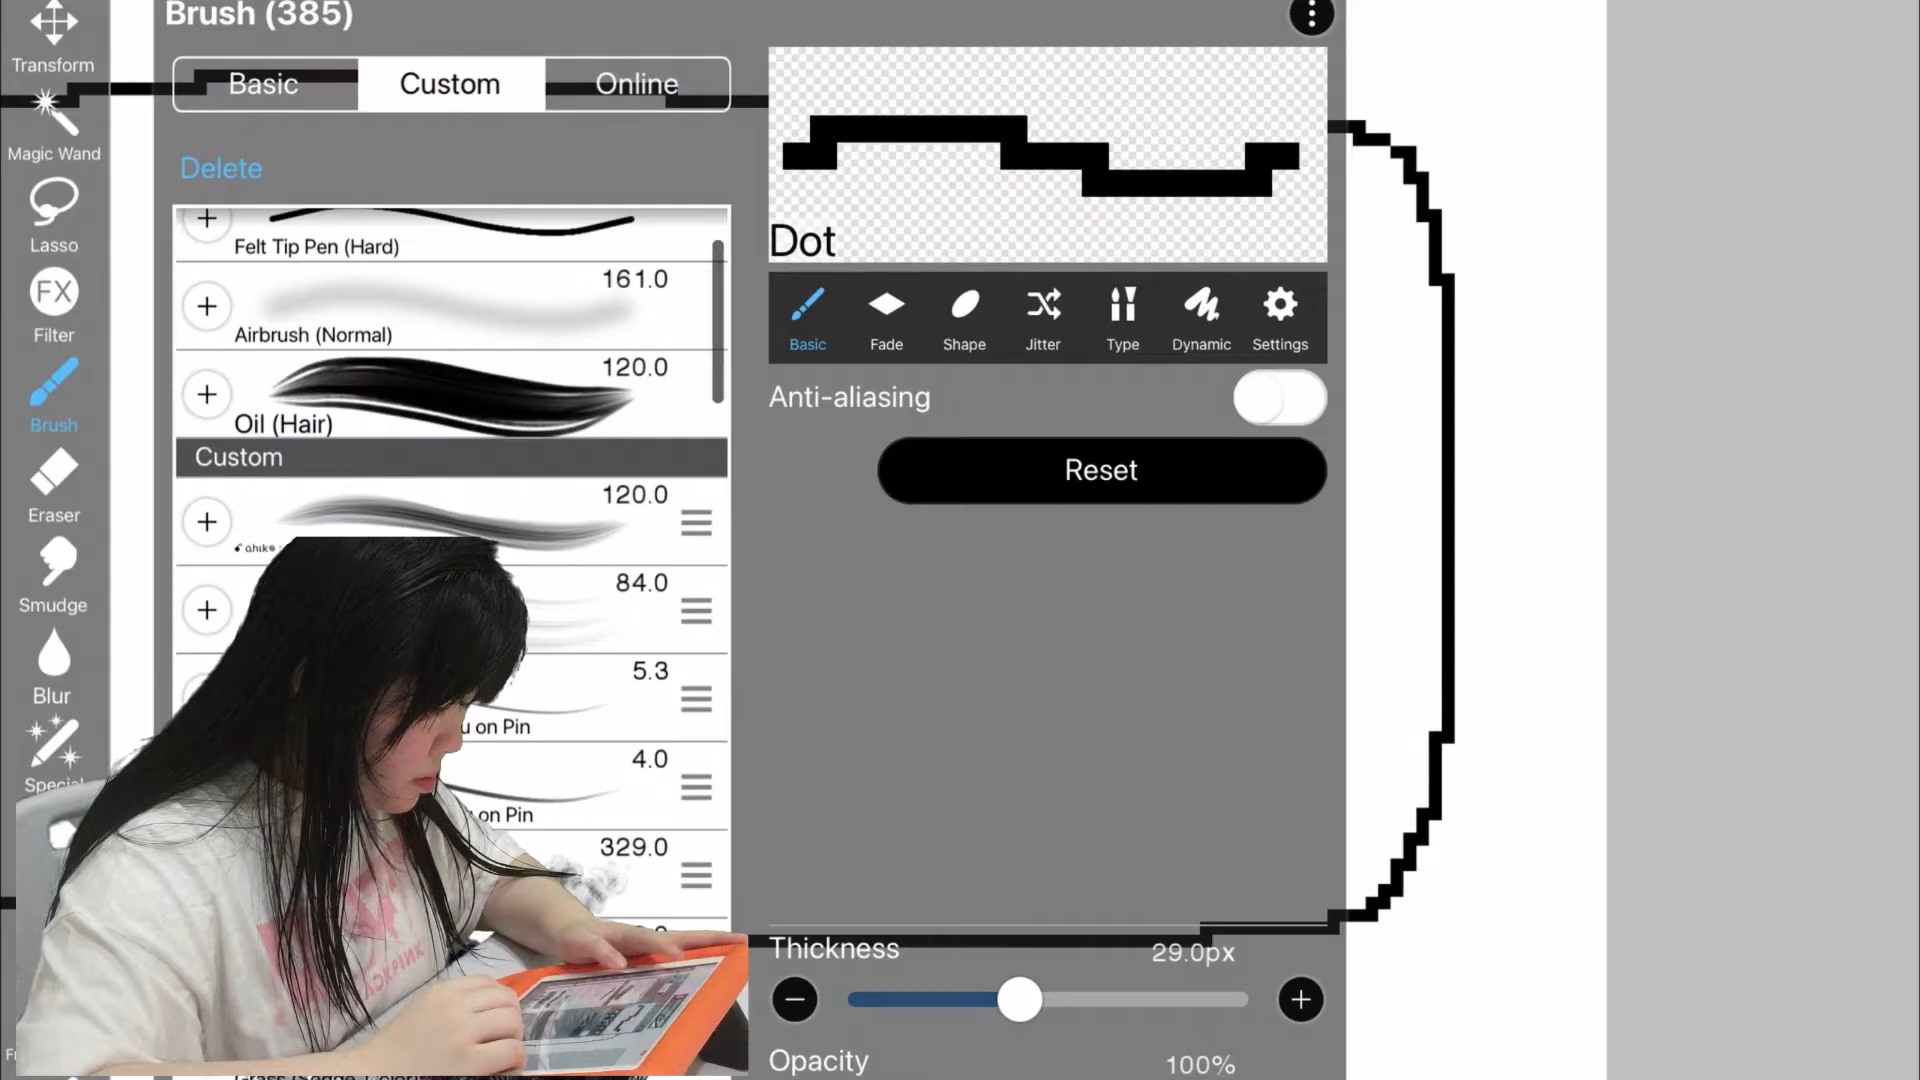 Brush (385)
Transform
Basic
Custom
Online
Magic Wand
Delete
Lasso
Dot
Felt Tip Pen (Hard)
161.0
FX
Filter
Airbrush (Normal)
Basic
Fade
Shape
Jitter
Type
Dynamic
Settings
120.0
Anti-aliasing
Brush
Oil (Hair)
Custom
Reset
120.0
Eraser
84.0
Smudge
5.3
Blur
on Pin
4.0
on Pin
329.0
Thickness
29.0px
Opacity
100%